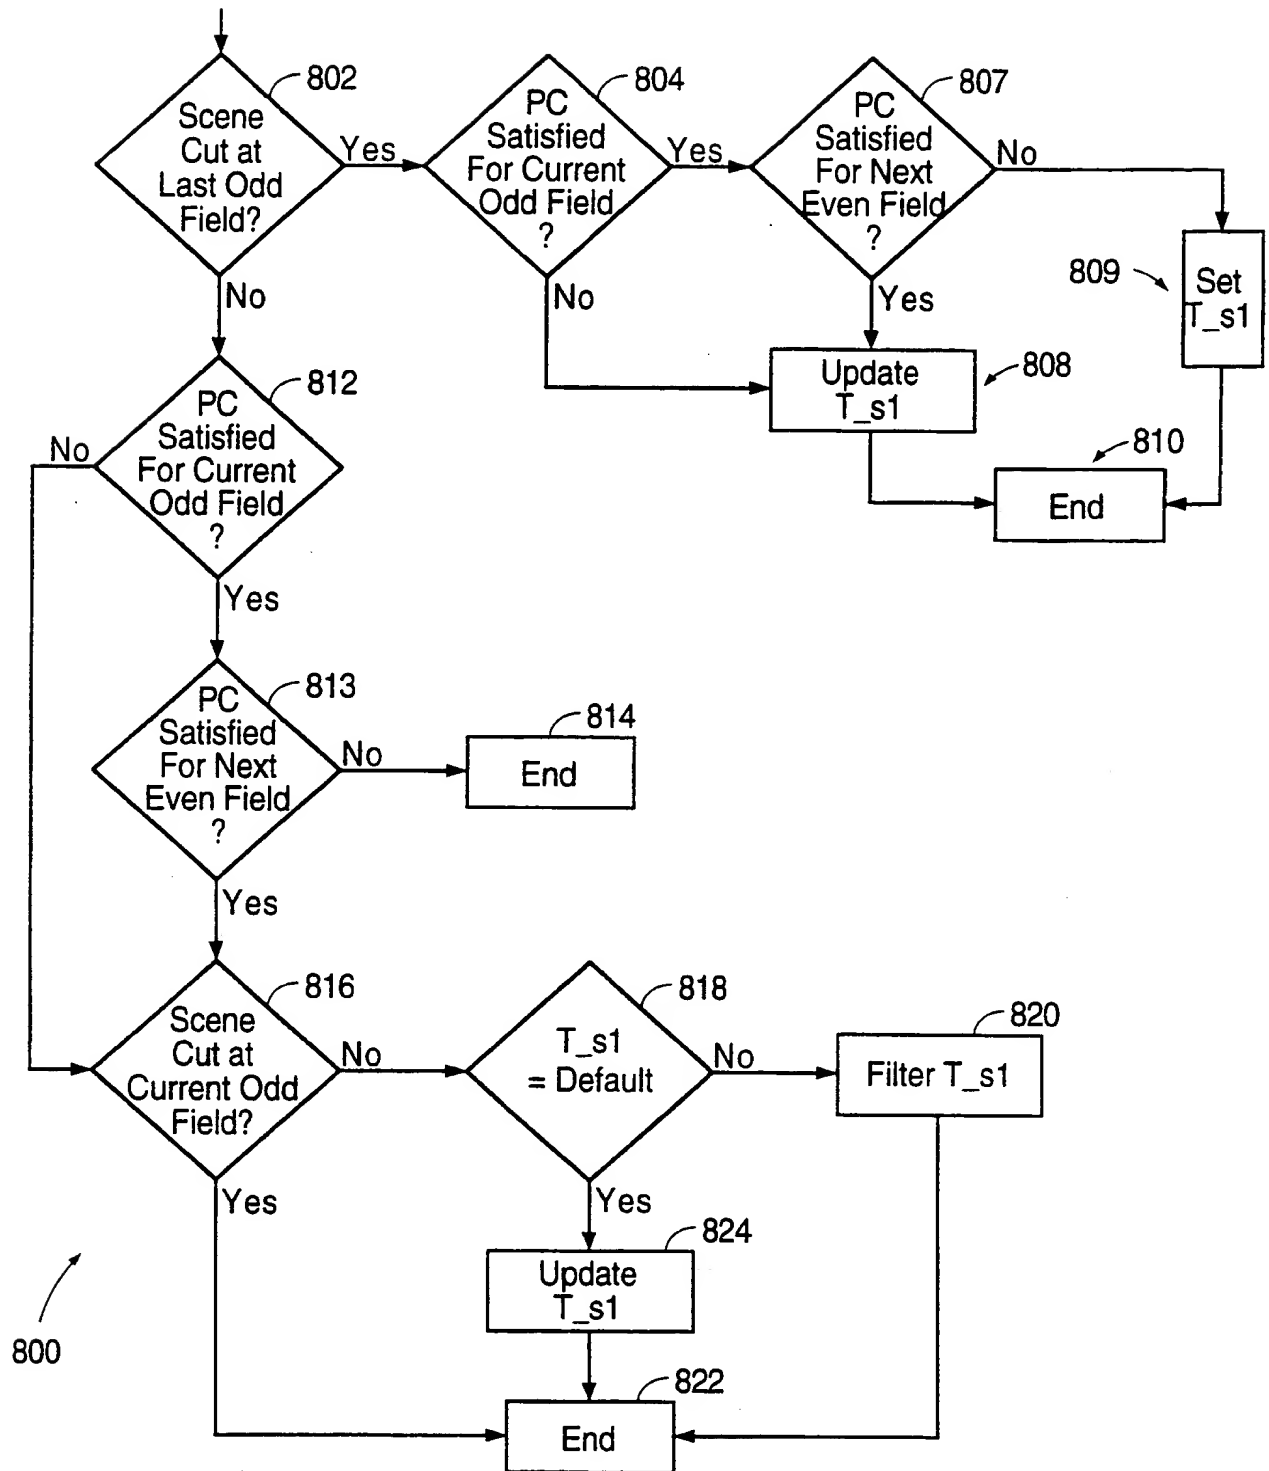 802
Scene
Cut at
Last Odd
Field?
Yes
No
804
PC
Satisfied
For Current
Odd Field
?
Yes
No
807
PC
Satisfied
For Next
Even Field
?
No
Yes
809
Set
T_s1
Update
T_s1
808
810
End
812
PC
Satisfied
For Current
Odd Field
?
No
Yes
813
PC
Satisfied
For Next
Even Field
?
No
Yes
814
End
816
Scene
Cut at
Current Odd
Field?
No
Yes
818
T_s1
= Default
No
Yes
820
Filter T_s1
824
Update
T_s1
822
End
800